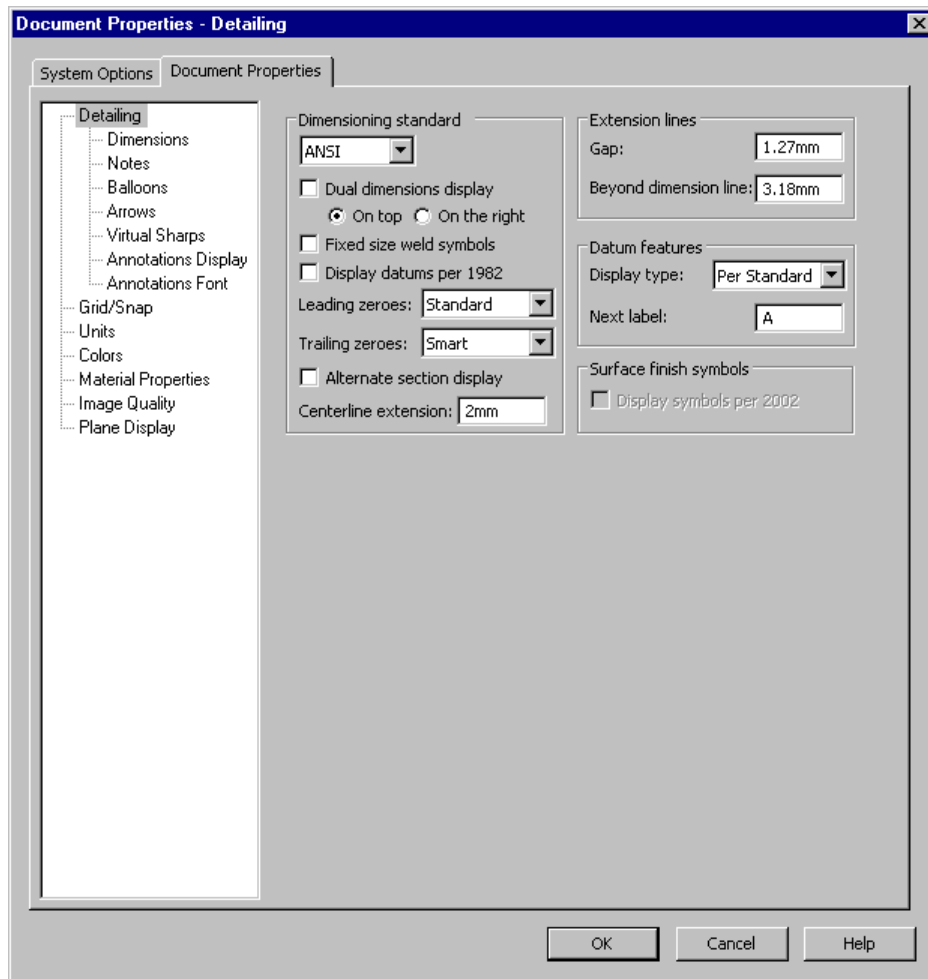 Document Properties - Detailing
System Options
Document Properties
Detailing
Dimensions
Notes
Balloons
Arrows
Virtual Sharps
Annotations Display
Annotations Font
Grid/Snap
Units
Colors
Material Properties
Image Quality
Plane Display
Dimensioning standard
ANSI
Dual dimensions display
On top On the right
Fixed size weld symbols
Display datums per 1982
Leading zeroes: Standard
Trailing zeroes: Smart
Alternate section display
Centerline extension: 2mm
Extension lines
Gap: 1.27mm
Beyond dimension line: 3.18mm
Datum features
Display type: Per Standard
Next label: A
Surface finish symbols
Display symbols per 2002
OK Cancel Help